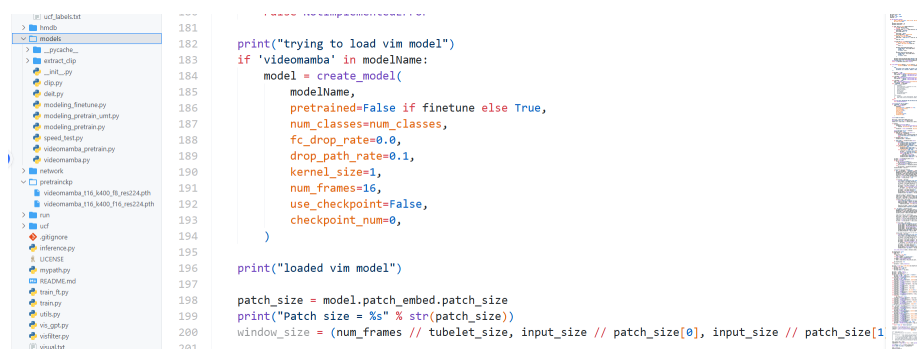 ucf_labels.txt
hmdb
models
__pycache__
extract_clip
__init__.py
clip.py
deit.py
modeling_finetune.py
modeling_pretrain_umt.py
modeling_pretrain.py
speed_test.py
videomamba_pretrain.py
videomamba.py
network
pretrainckp
videomamba_t16_k400_f8_res224.pth
videomamba_t16_k400_f16_res224.pth
run
ucf
.gitignore
inference.py
LICENSE
mypath.py
README.md
train_ft.py
train.py
utils.py
vis_gpt.py
visfilter.py
visual.txt
181
182 print("trying to load vim model")
183 if 'videomamba' in modelName:
184 model = create_model(
185 modelName,
186 pretrained=False if finetune else True,
187 num_classes=num_classes,
188 fc_drop_rate=0.0,
189 drop_path_rate=0.1,
190 kernel_size=1,
191 num_frames=16,
192 use_checkpoint=False,
193 checkpoint_num=0,
194 )
195
196 print("loaded vim model")
197
198 patch_size = model.patch_embed.patch_size
199 print("Patch size = %s" % str(patch_size))
200 window_size = (num_frames // tubelet_size, input_size // patch_size[0], input_size // patch_size[1
201